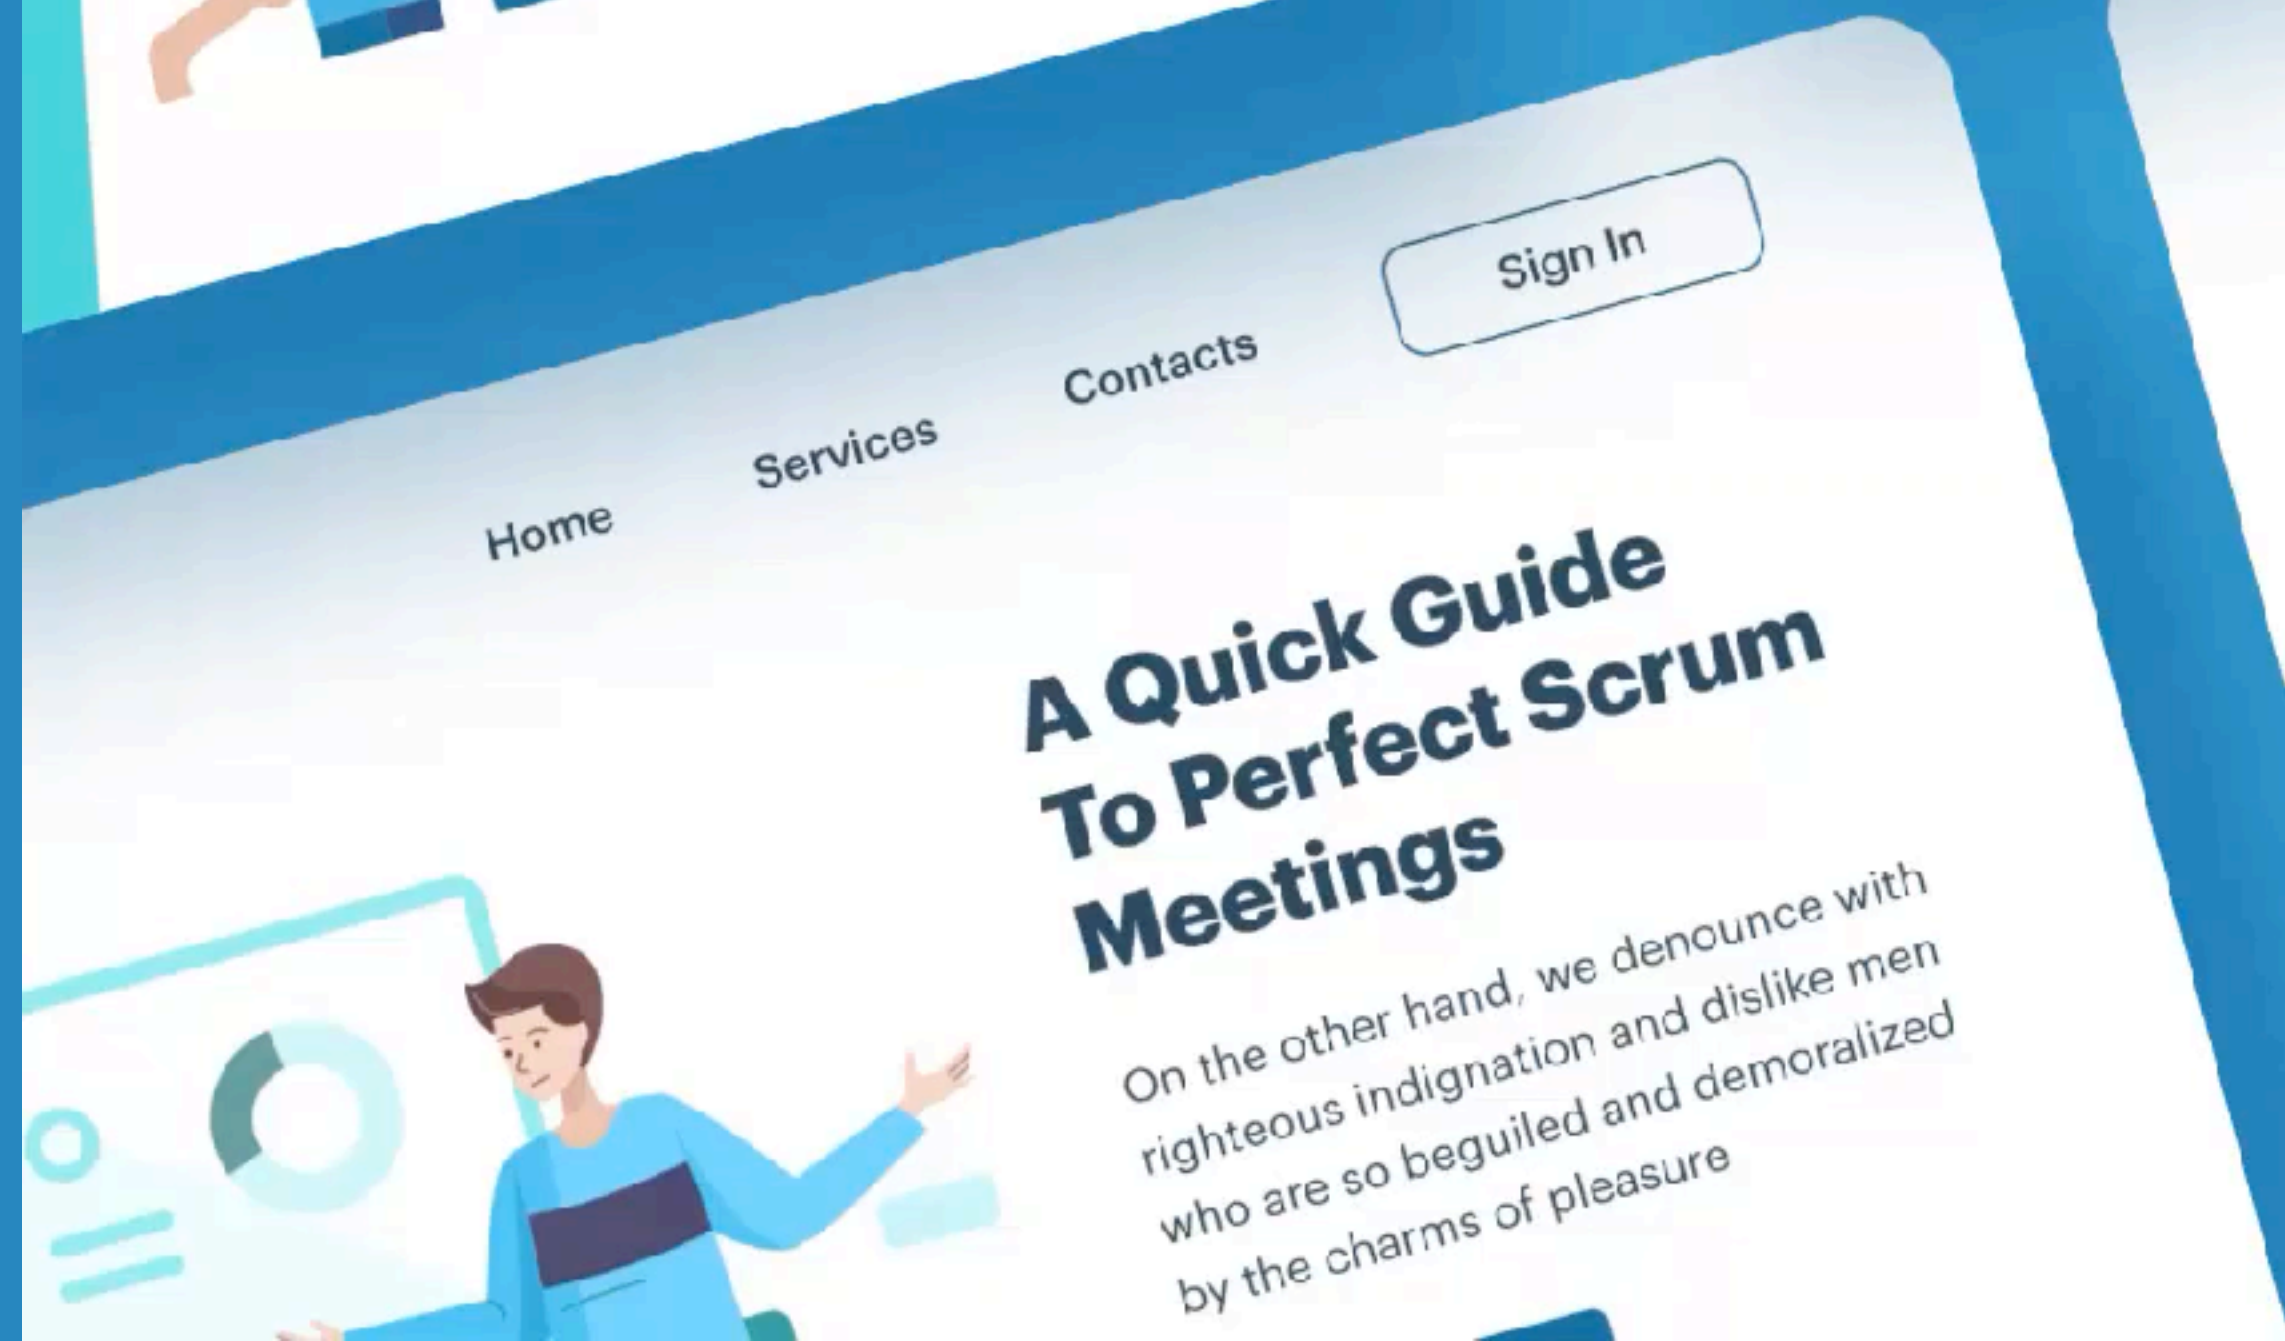 Home
Services
Contacts
Sign In
A Quick Guide
To Perfect Scrum
Meetings
On the other hand, we denounce with
righteous indignation and dislike men
who are so beguiled and demoralized
by the charms of pleasure